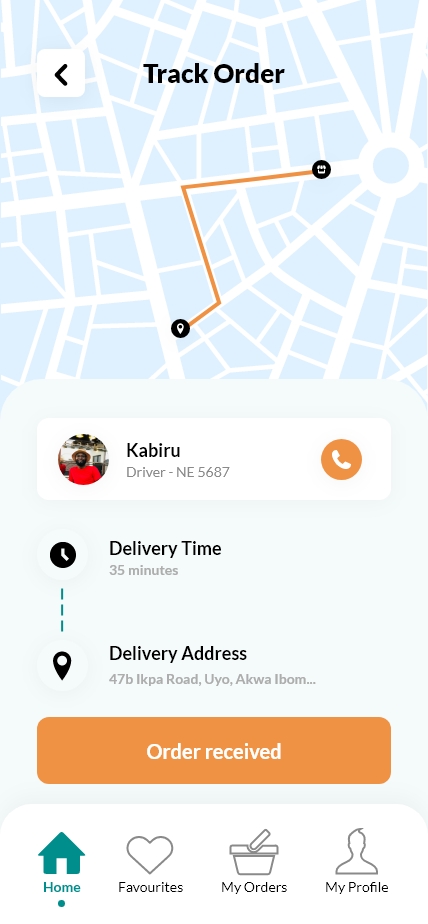 Track Order
Kabiru
Driver - NE 5687
Delivery Time
35 minutes
Delivery Address
47b Ikpa Road, Uyo, Akwa Ibom...
Order received
Home
Favourites
My Orders
My Profile